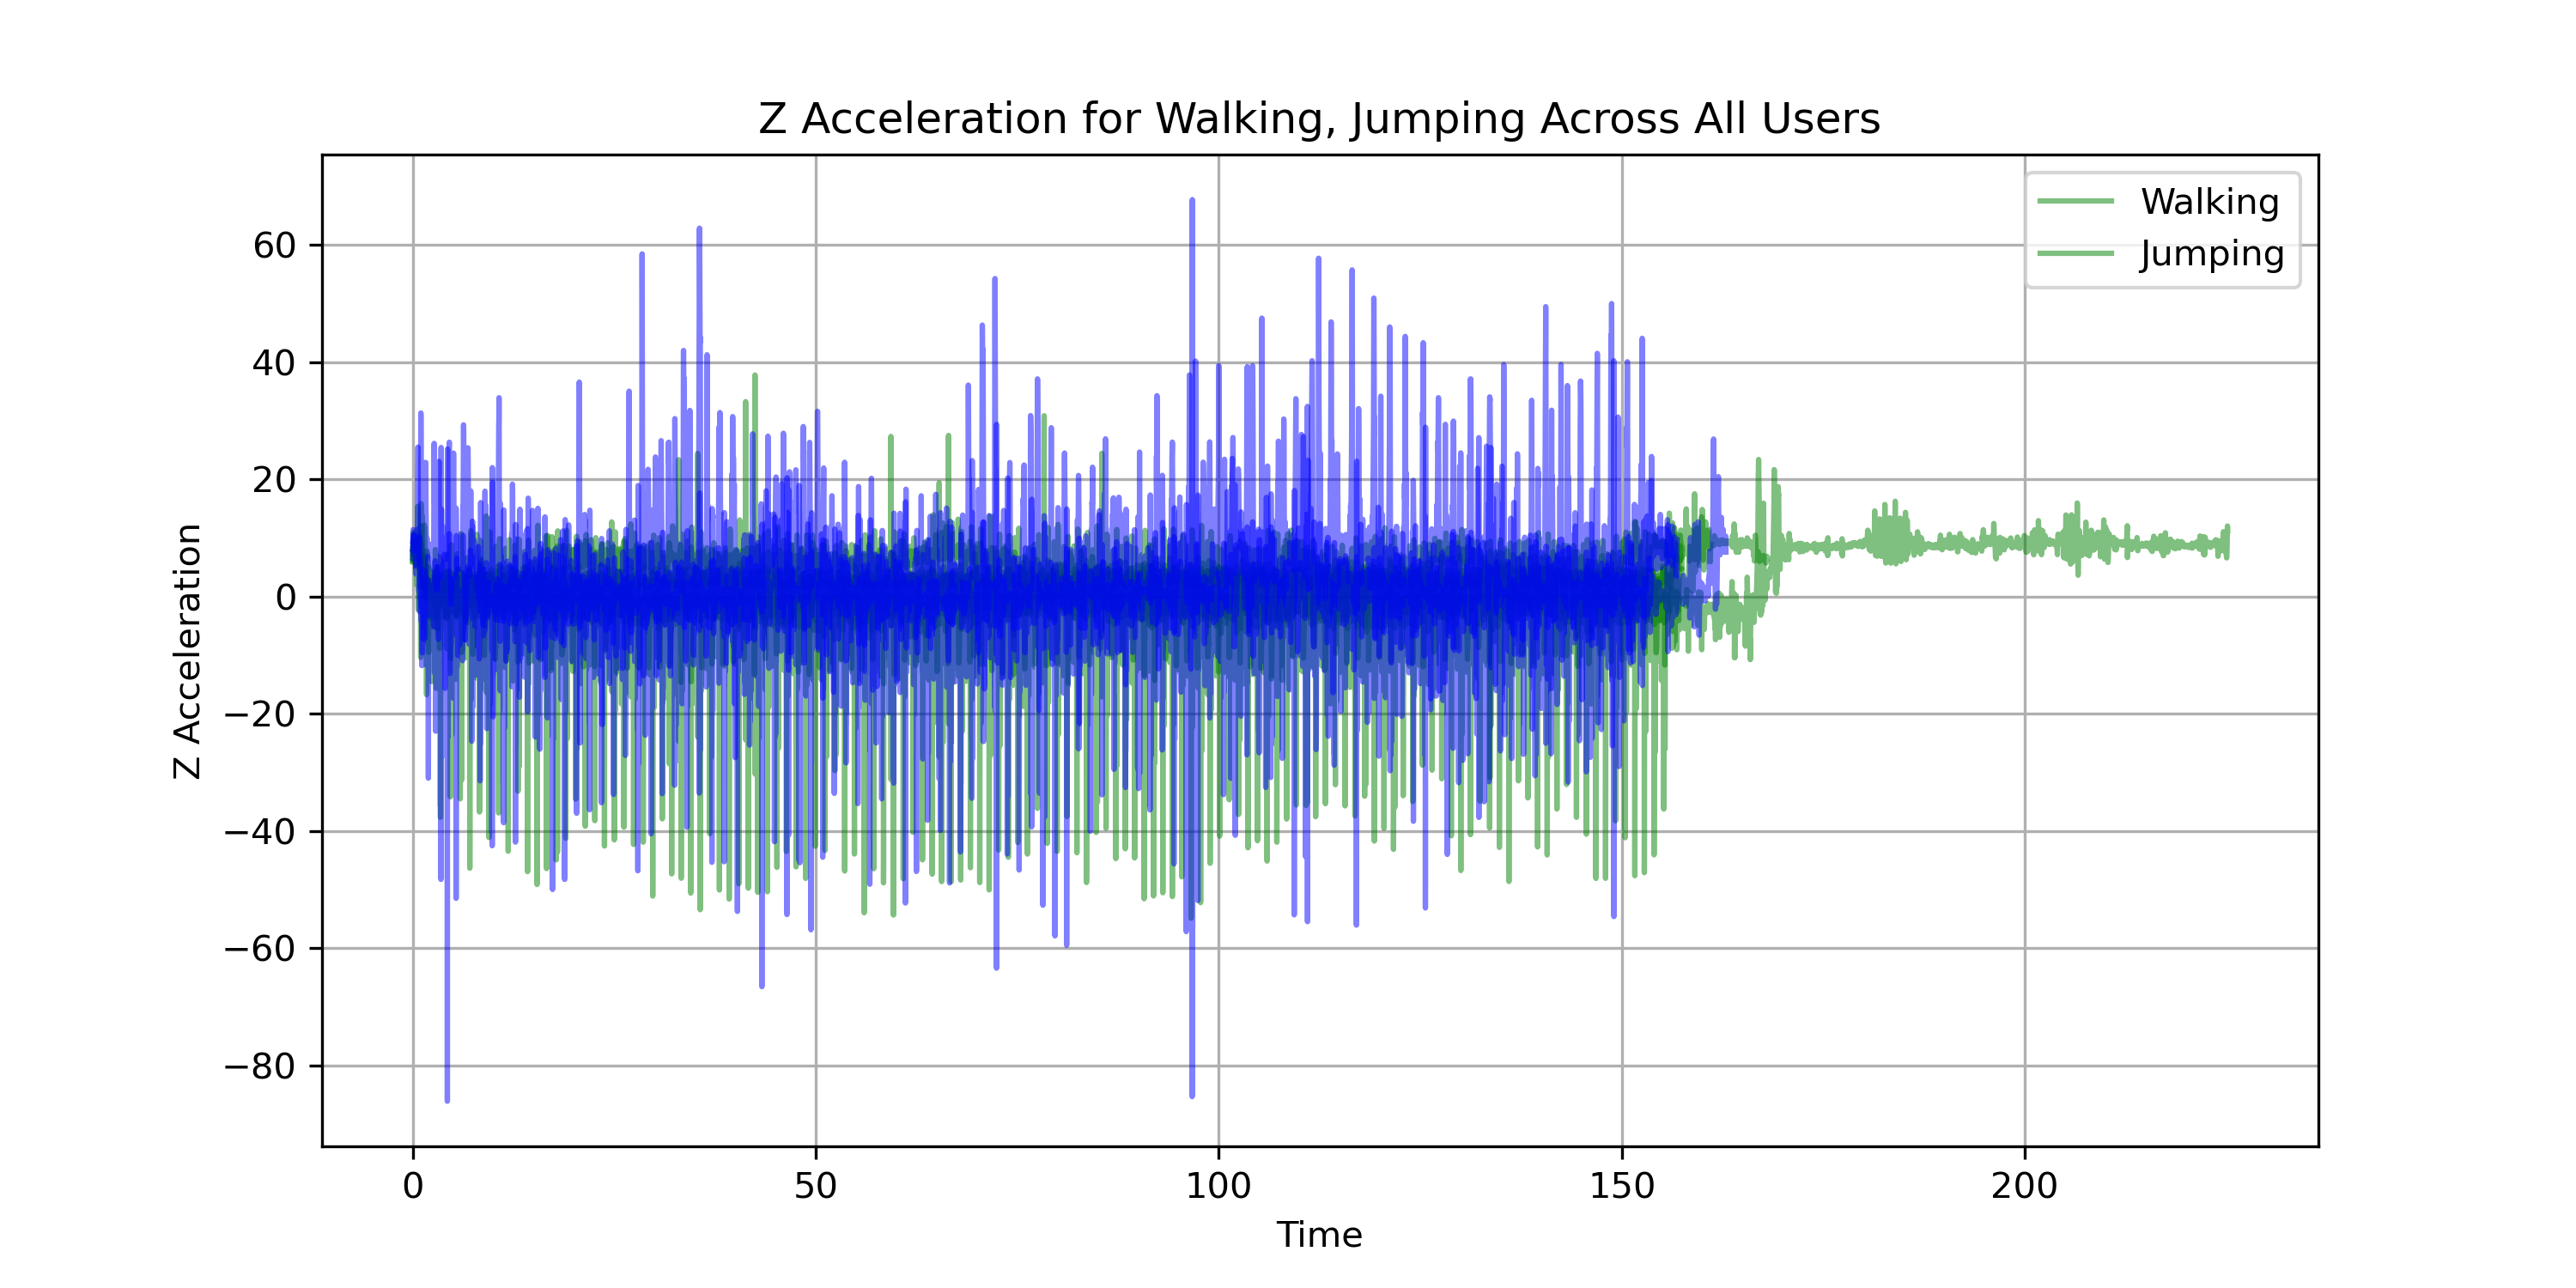 Z Acceleration for Walking, Jumping Across All Users
Walking
Jumping
60
40
20
0
−20
−40
−60
−80
Z Acceleration
0 50 100 150 200
Time